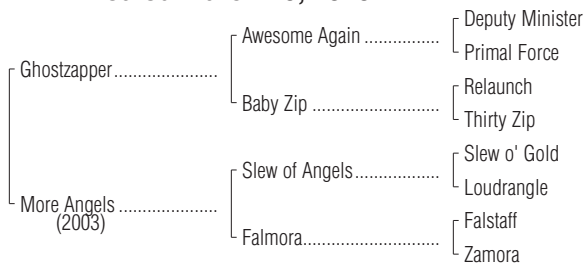 Deputy Minister
Awesome Again ...................
Primal Force
Ghostzapper.....................
Relaunch
Baby Zip ................................
Thirty Zip
Slew o' Gold
Slew of Angels.....................
Loudrangle
More Angels ....................
(2003)
Falstaff
Falmora..................................
Zamora